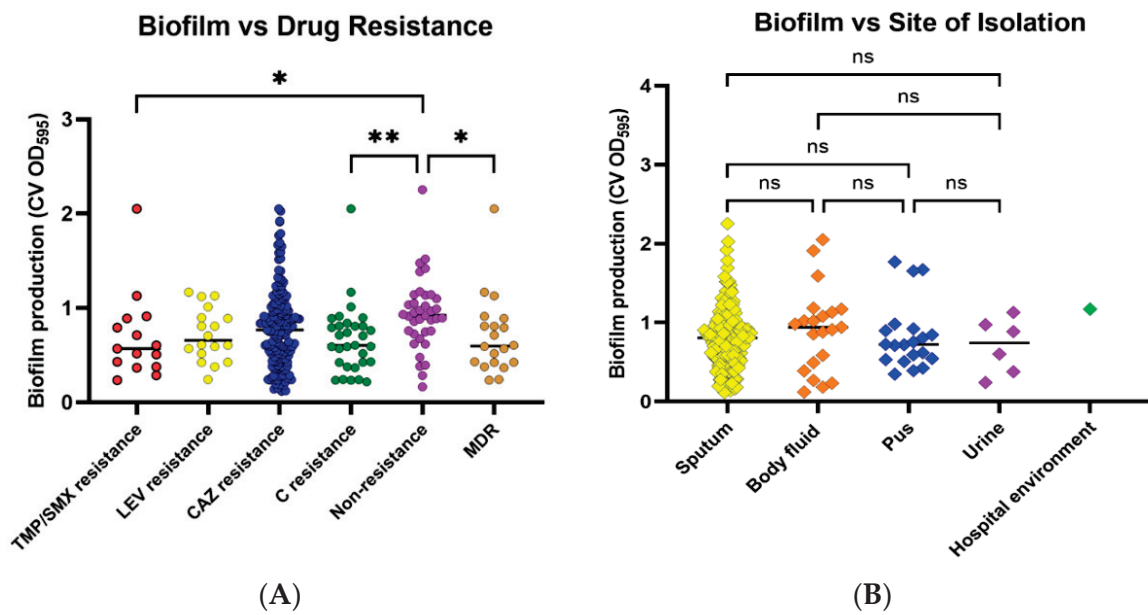 Biofilm vs Drug Resistance
Biofilm production (CV OD595)
3
2
1
0
*
**
*
TMP/SMX resistance
LEV resistance
CAZ resistance
C resistance
Non-resistance
MDR
(A)
Biofilm vs Site of Isolation
Biofilm production (CV OD595)
4
3
2
1
0
ns
ns
ns
ns
ns
ns
Sputum
Body fluid
Pus
Urine
Hospital environment
(B)